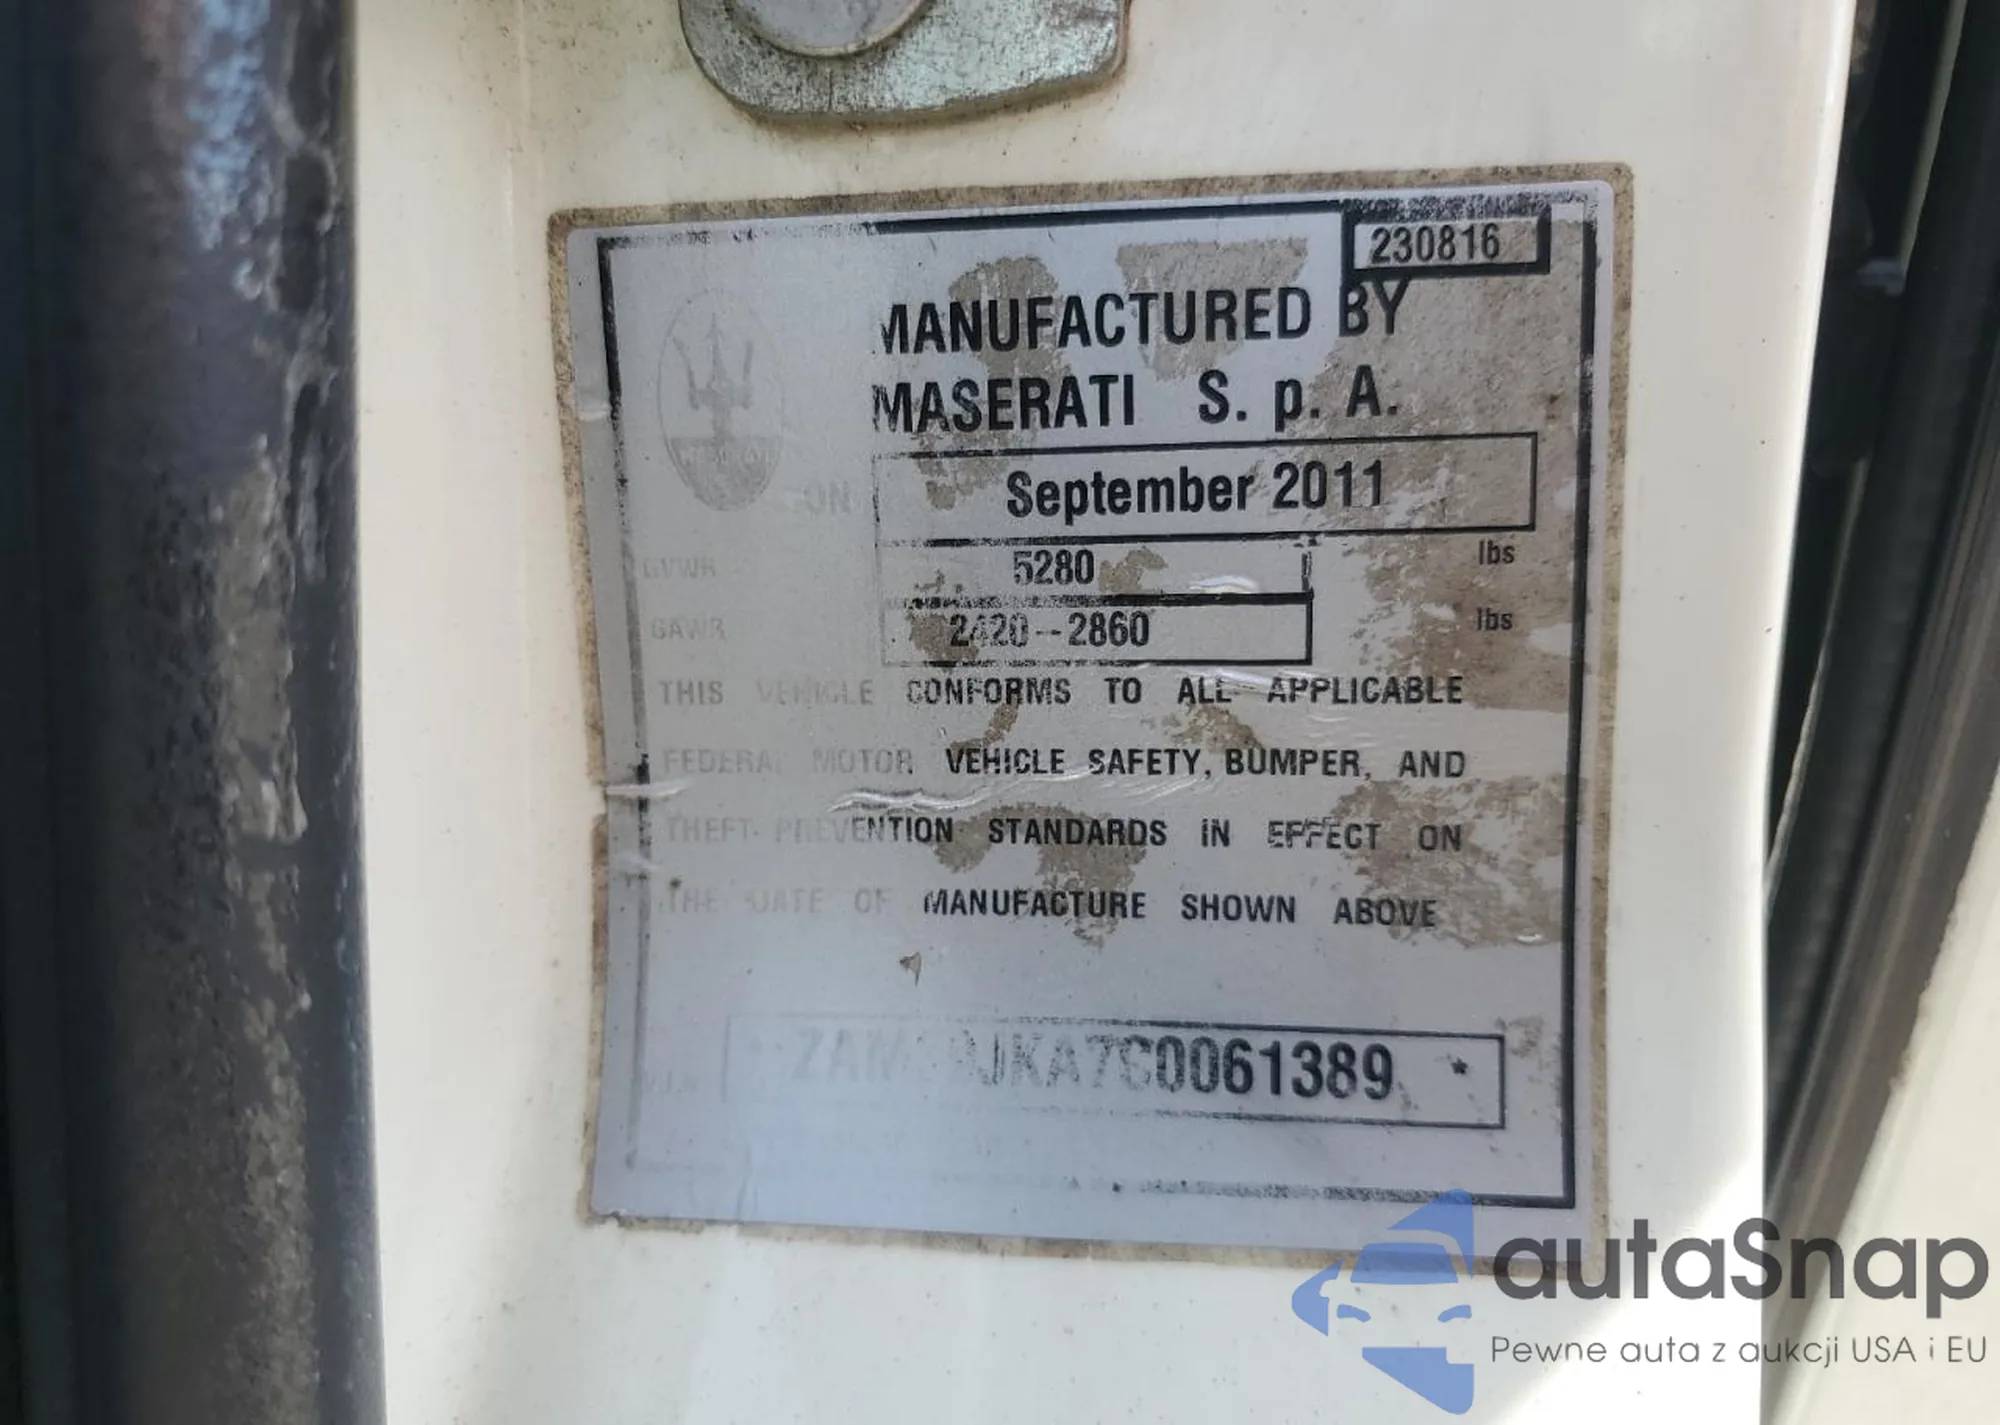 230816
MANUFACTURED BY
MASERATI S. p. A.
MASERATI
ON
September 2011
GVWR 5280 lbs
GAWR 2420--2860 lbs
THIS VEHICLE CONFORMS TO ALL APPLICABLE
FEDERAL MOTOR VEHICLE SAFETY, BUMPER, AND
THEFT PREVENTION STANDARDS IN EFFECT ON
THE DATE OF MANUFACTURE SHOWN ABOVE
V.I.N.
*
autaSnap
Pewne auta z aukcji USA i EU